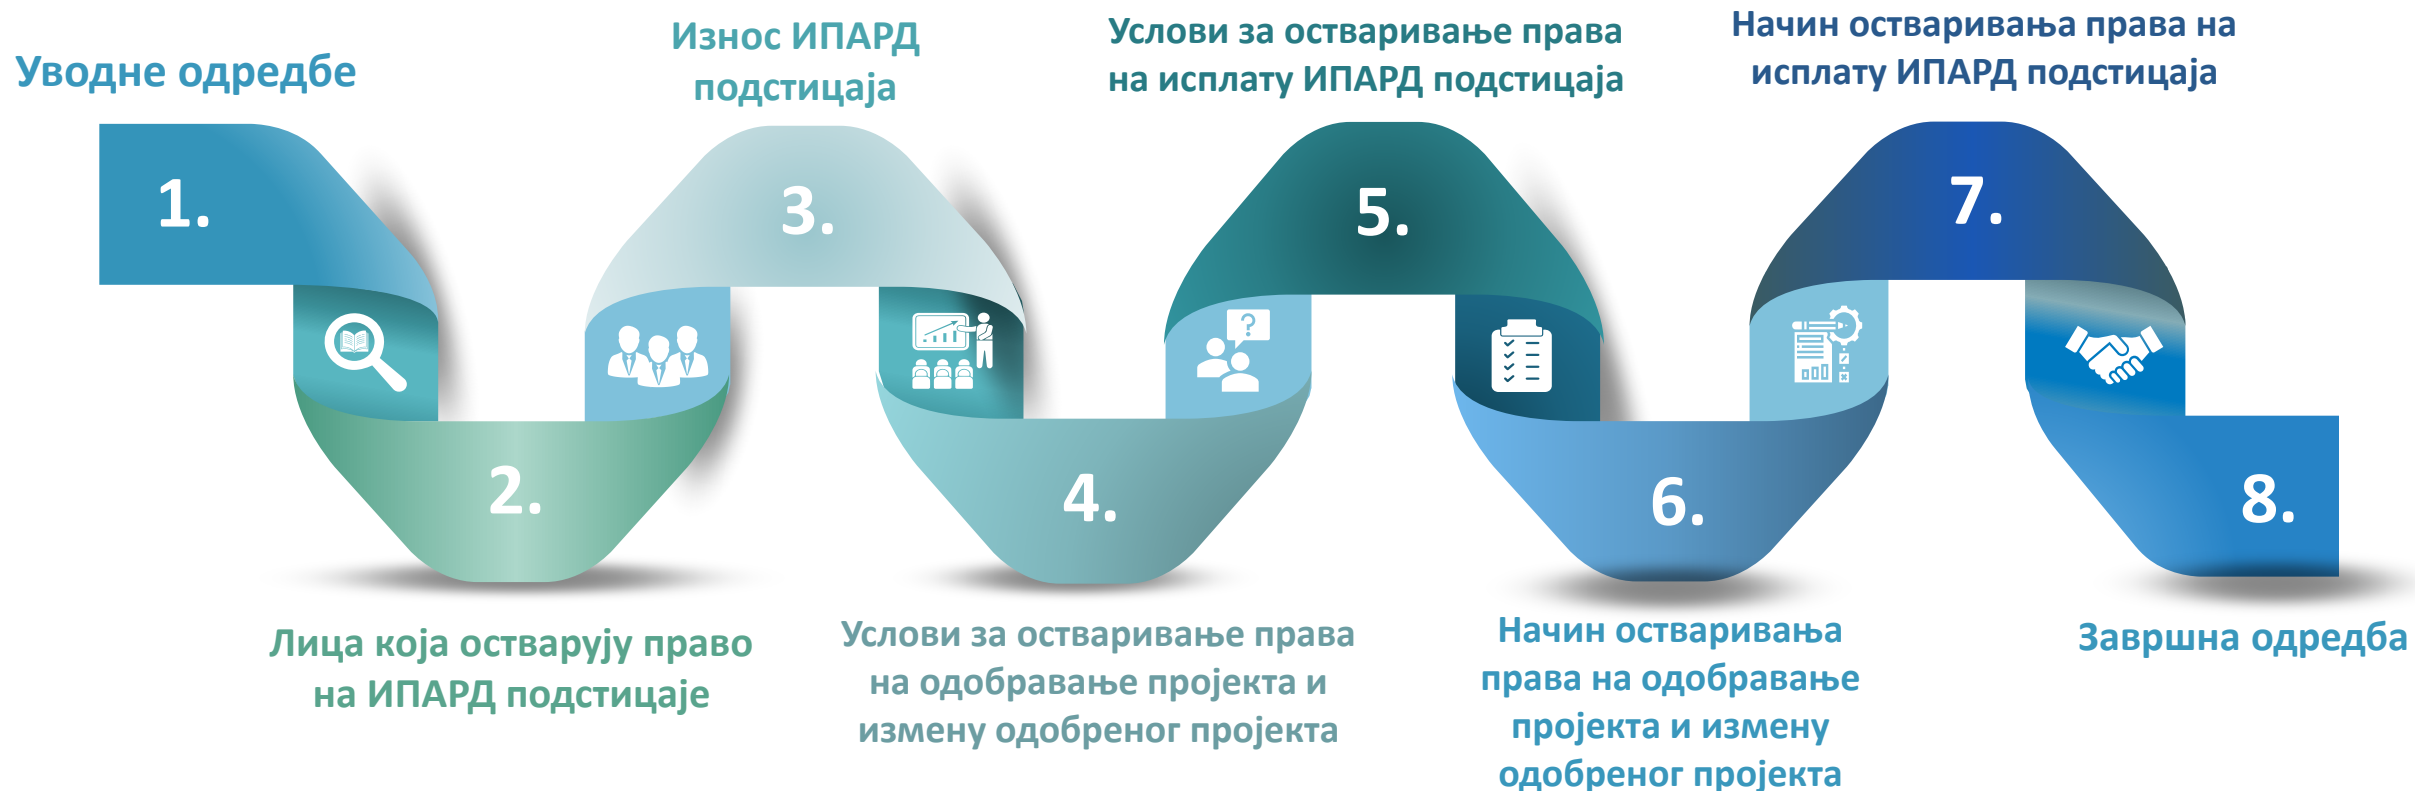 Уводне одредбе
1.
2.
Лица која остварују право
на ИПАРД подстицаје
Износ ИПАРД
подстицаја
3.
4.
Услови за остваривање права
на одобравање пројекта и
измену одобреног пројекта
Услови за остваривање права
на исплату ИПАРД подстицаја
5.
?
6.
Начин остваривања
права на одобравање
пројекта и измену
одобреног пројекта
Начин остваривања права на
исплату ИПАРД подстицаја
7.
8.
Завршна одредба